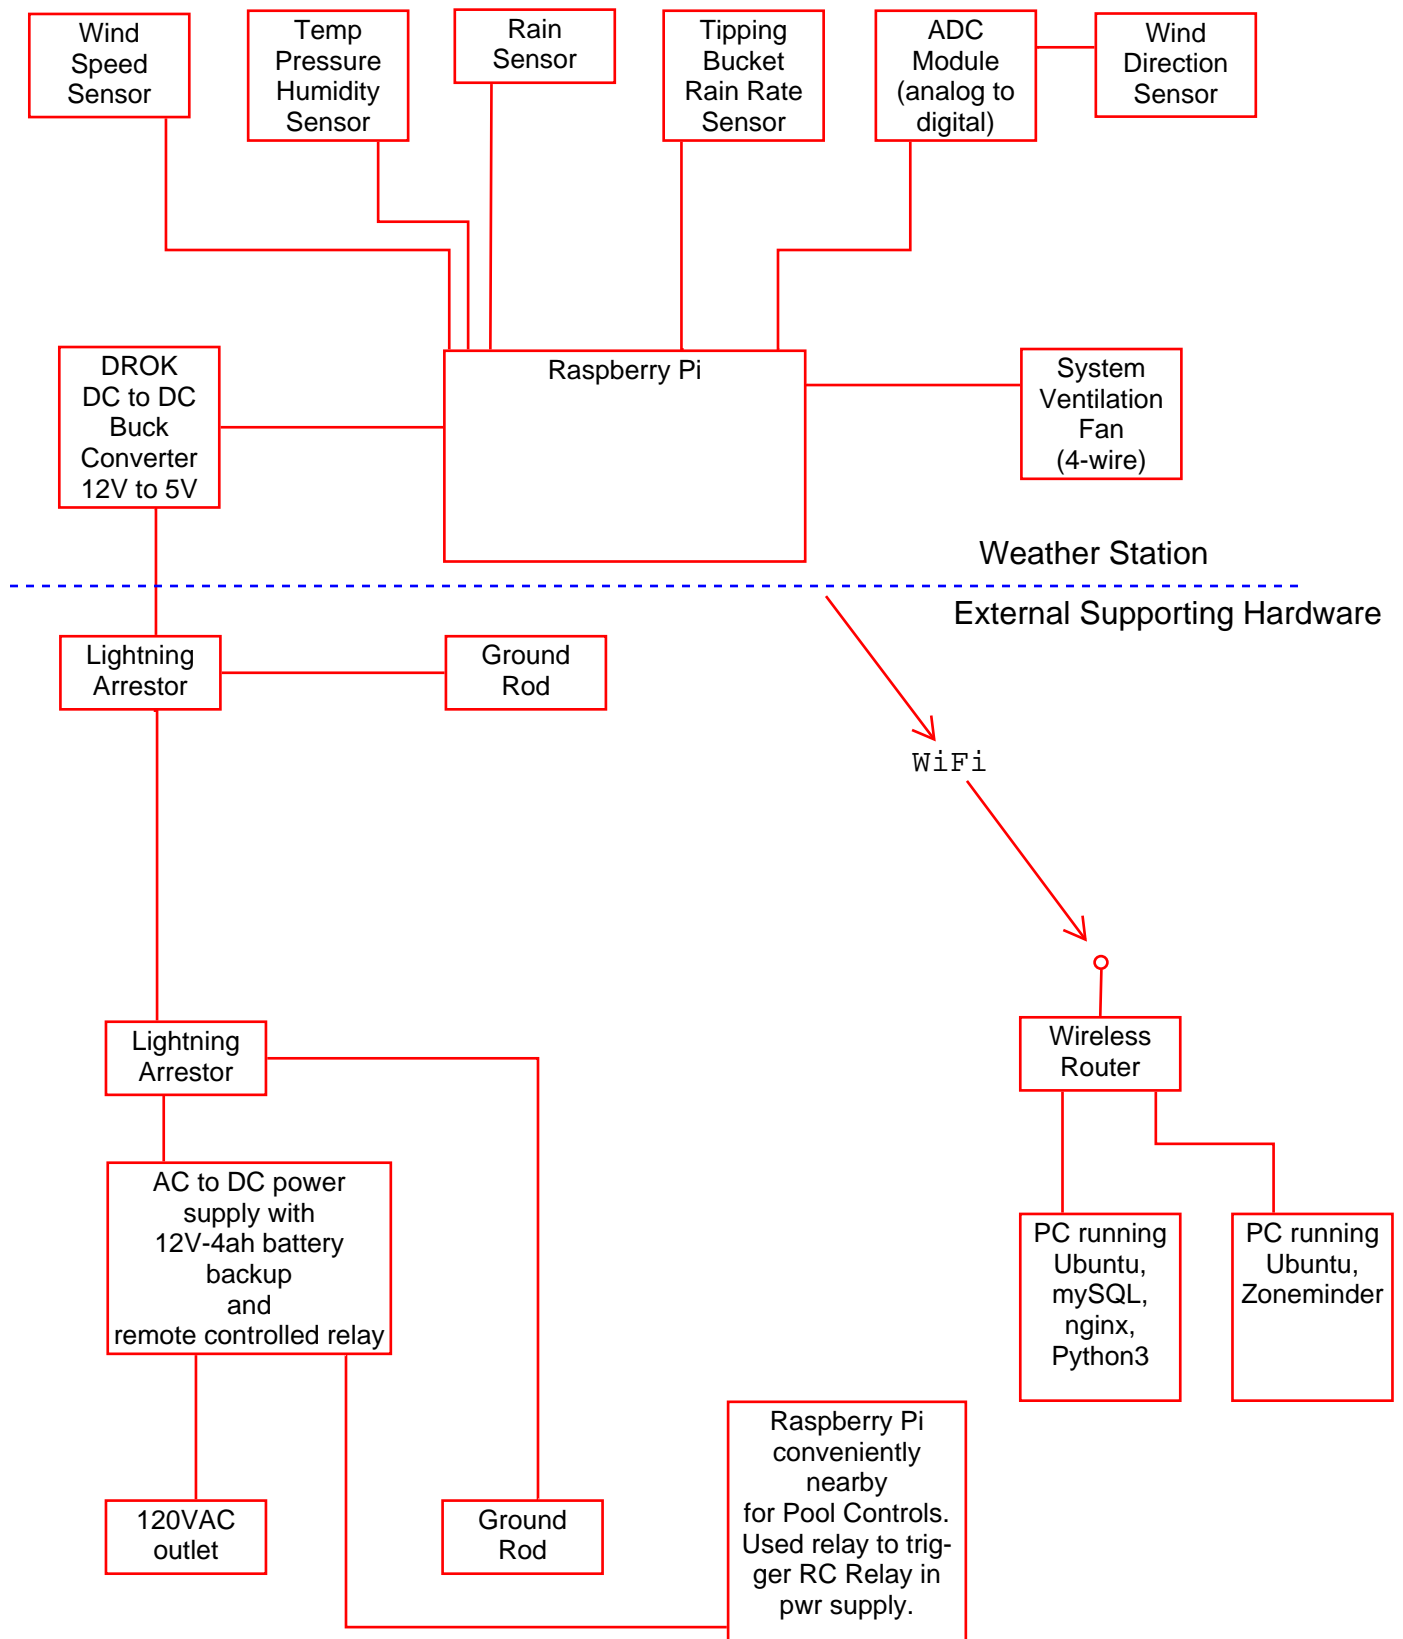 Wind
Speed
Sensor
Temp
Pressure
Humidity
Sensor
Rain
Sensor
Tipping
Bucket
Rain Rate
Sensor
ADC
Module
(analog to
digital)
Wind
Direction
Sensor
DROK
DC to DC
Buck
Converter
12V to 5V
Raspberry Pi
System
Ventilation
Fan
(4-wire)
Weather Station
External Supporting Hardware
Lightning
Arrestor
Ground
Rod
WiFi
Lightning
Arrestor
Wireless
Router
AC to DC power
supply with
12V-4ah battery
backup
and
remote controlled relay
PC running
Ubuntu,
mySQL,
nginx,
Python3
PC running
Ubuntu,
Zoneminder
120VAC
outlet
Ground
Rod
Raspberry Pi
conveniently
nearby
for Pool Controls.
Used relay to trig-
ger RC Relay in
pwr supply.